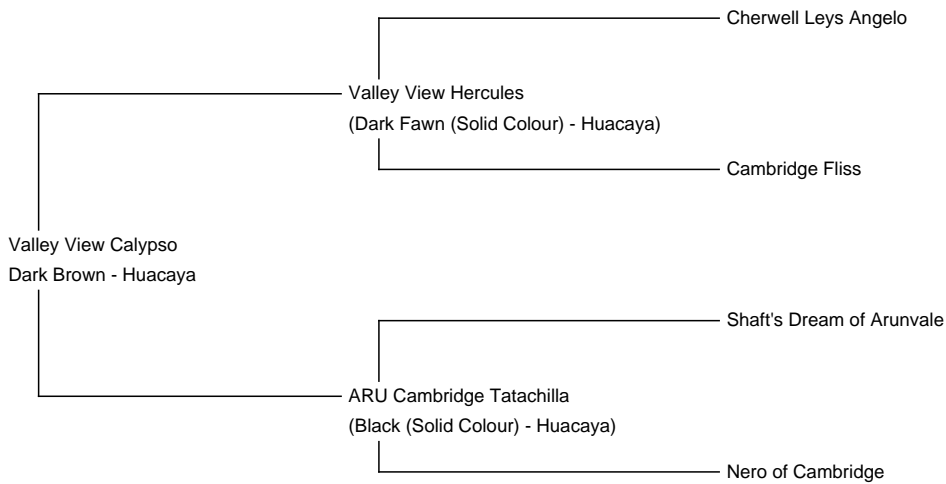 Cherwell Leys Angelo
Valley View Hercules
(Dark Fawn (Solid Colour) - Huacaya)
Cambridge Fliss
Valley View Calypso
Dark Brown - Huacaya
Shaft's Dream of Arunvale
ARU Cambridge Tatachilla
(Black (Solid Colour) - Huacaya)
Nero of Cambridge